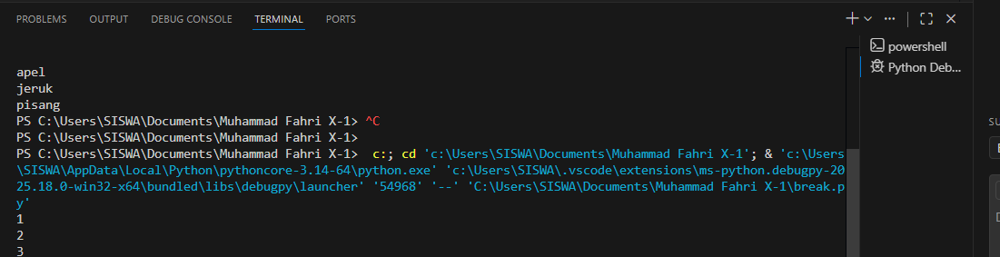 PROBLEMS OUTPUT DEBUG CONSOLE TERMINAL PORTS
powershell
Python Deb...
apel
jeruk
pisang
PS C:\Users\SISWA\Documents\Muhammad Fahri X-1> ^C
PS C:\Users\SISWA\Documents\Muhammad Fahri X-1>
PS C:\Users\SISWA\Documents\Muhammad Fahri X-1>  c:; cd 'c:\Users\SISWA\Documents\Muhammad Fahri X-1'; & 'c:\Users
\SISWA\AppData\Local\Python\pythoncore-3.14-64\python.exe' 'c:\Users\SISWA\.vscode\extensions\ms-python.debugpy-20
25.18.0-win32-x64\bundled\libs\debugpy\launcher' '54968' '--' 'C:\Users\SISWA\Documents\Muhammad Fahri X-1\break.p
y'
1
2
3